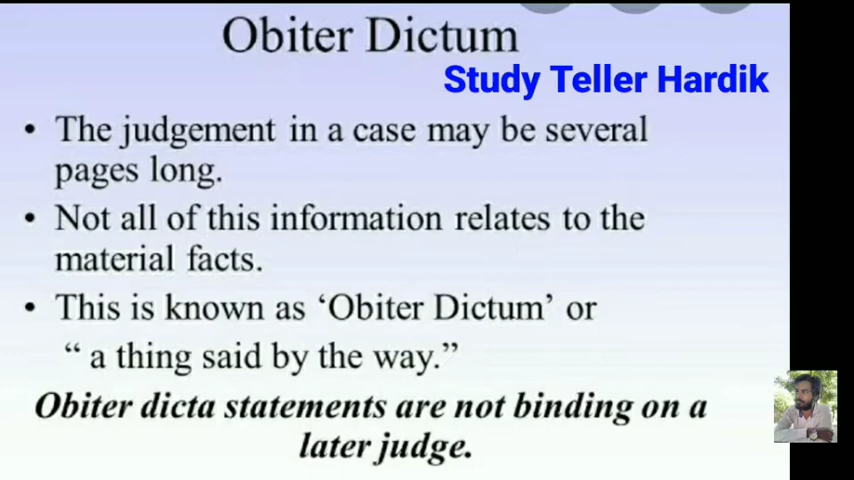 Obiter Dictum
Study Teller Hardik
• The judgement in a case may be several
pages long.
• Not all of this information relates to the
material facts.
• This is known as ‘Obiter Dictum’ or
“ a thing said by the way.”
Obiter dicta statements are not binding on a
later judge.